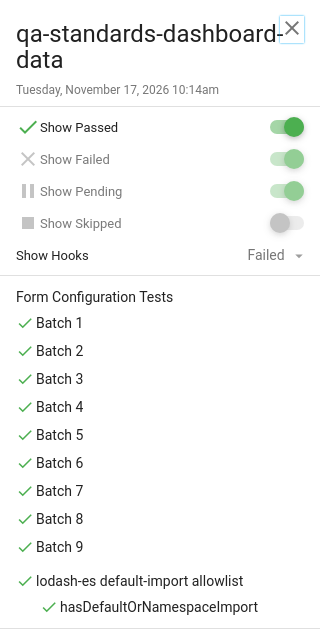 qa-standards-dashboard-
data
Tuesday, November 17, 2026 10:14am
Show Passed
Show Failed
Show Pending
Show Skipped
Show Hooks Failed
Form Configuration Tests
Batch 1
Batch 2
Batch 3
Batch 4
Batch 5
Batch 6
Batch 7
Batch 8
Batch 9
lodash-es default-import allowlist
hasDefaultOrNamespaceImport